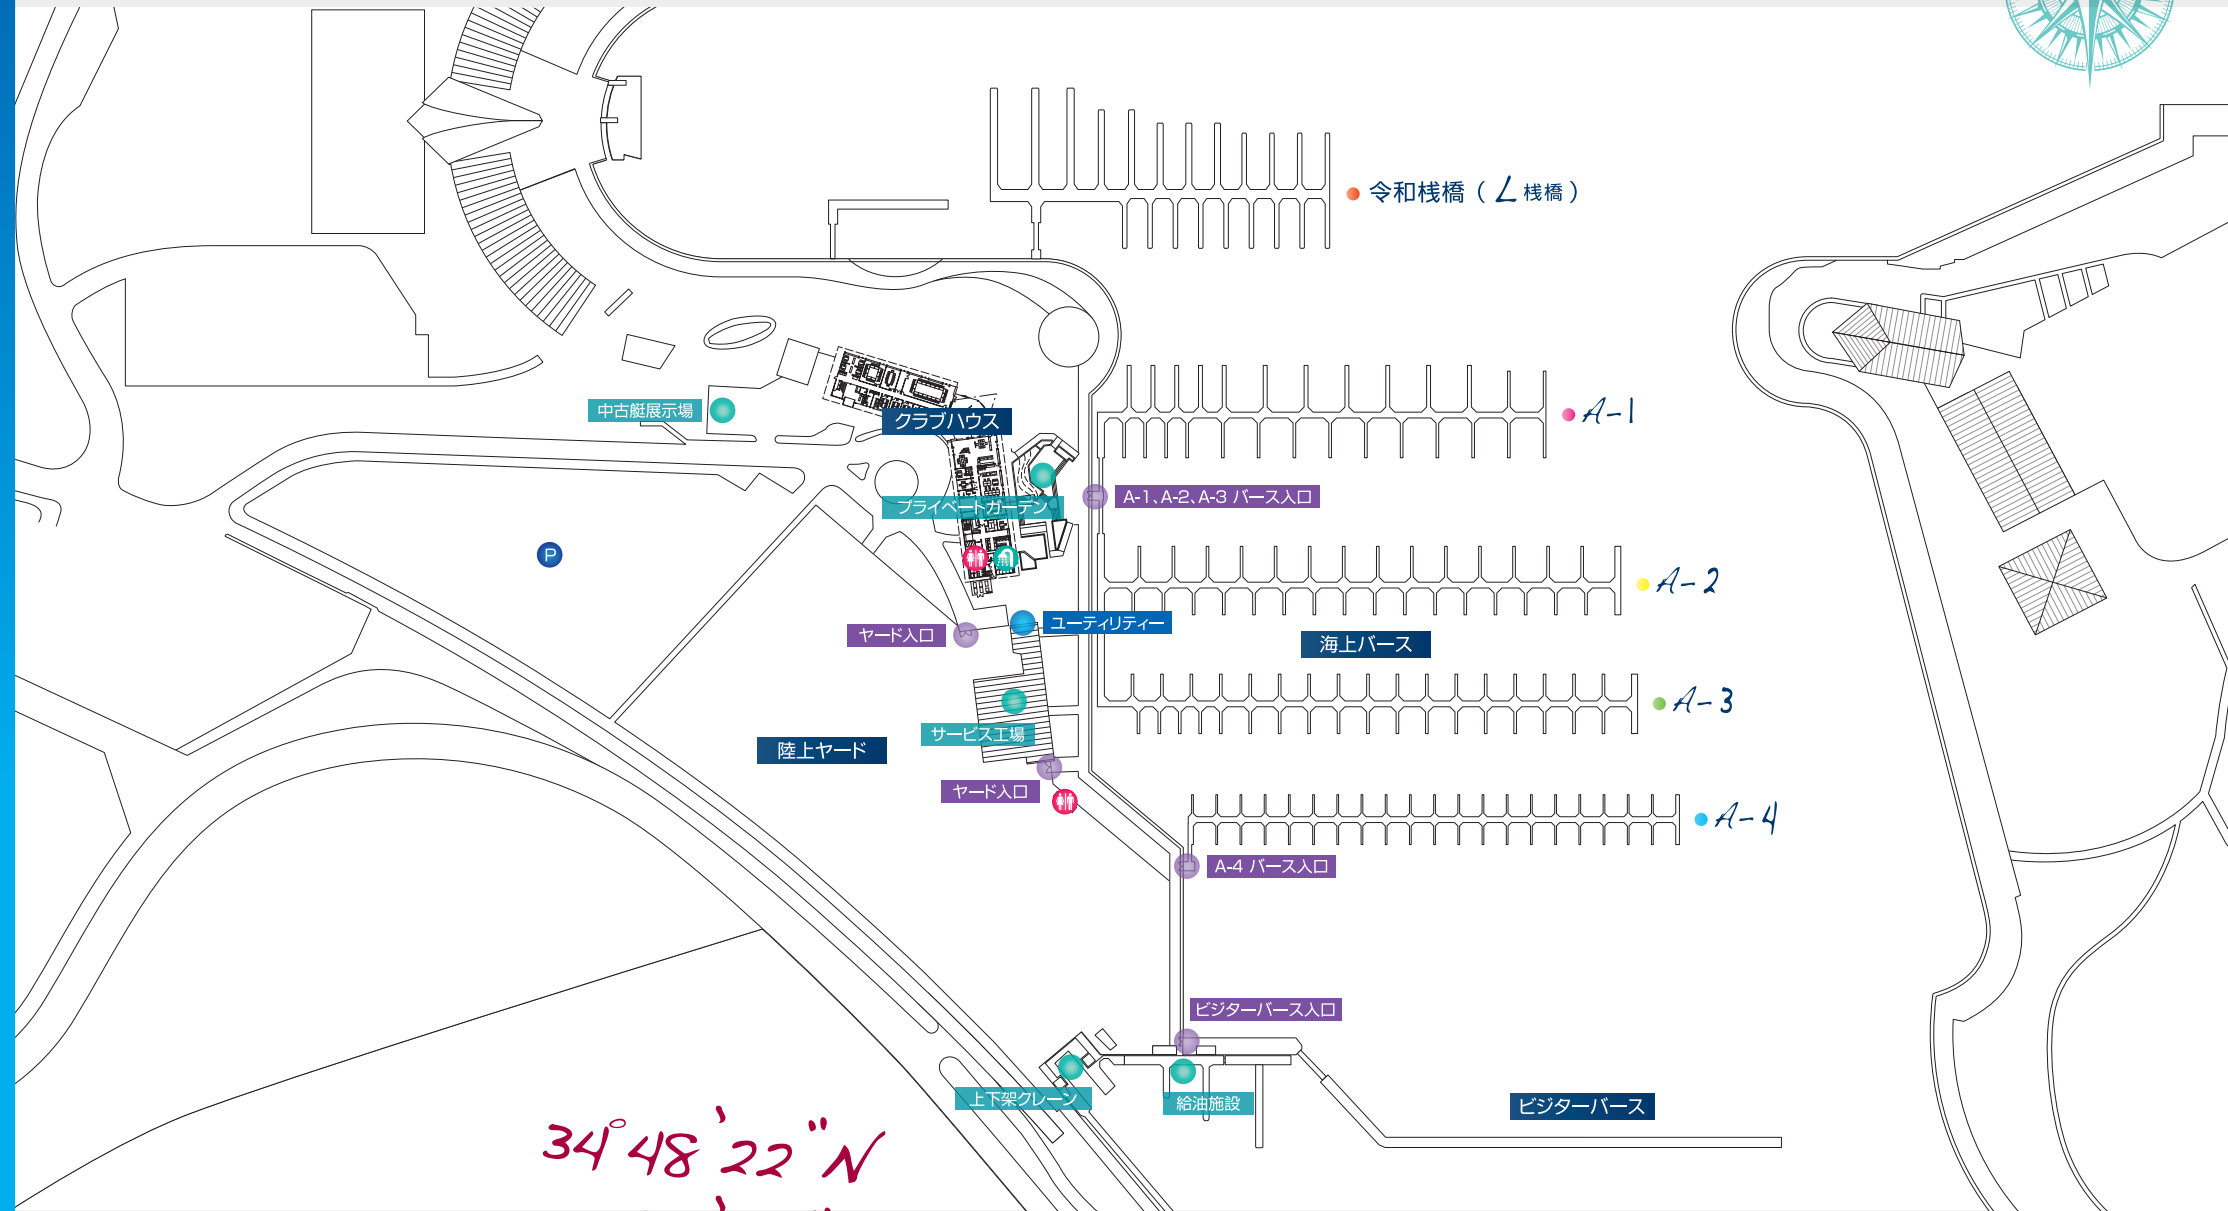 令和桟橋（L 桟橋）
中古艇展示場
クラブハウス
A-1
プライベートガーデン
A-1、A-2、A-3 バース入口
P
A-2
ヤード入口
ユーティリティー
海上バース
A-3
サービス工場
陸上ヤード
ヤード入口
A-4
A-4 バース入口
ビジターバース入口
上下架クレーン
給油施設
ビジターバース
34°48'22"N